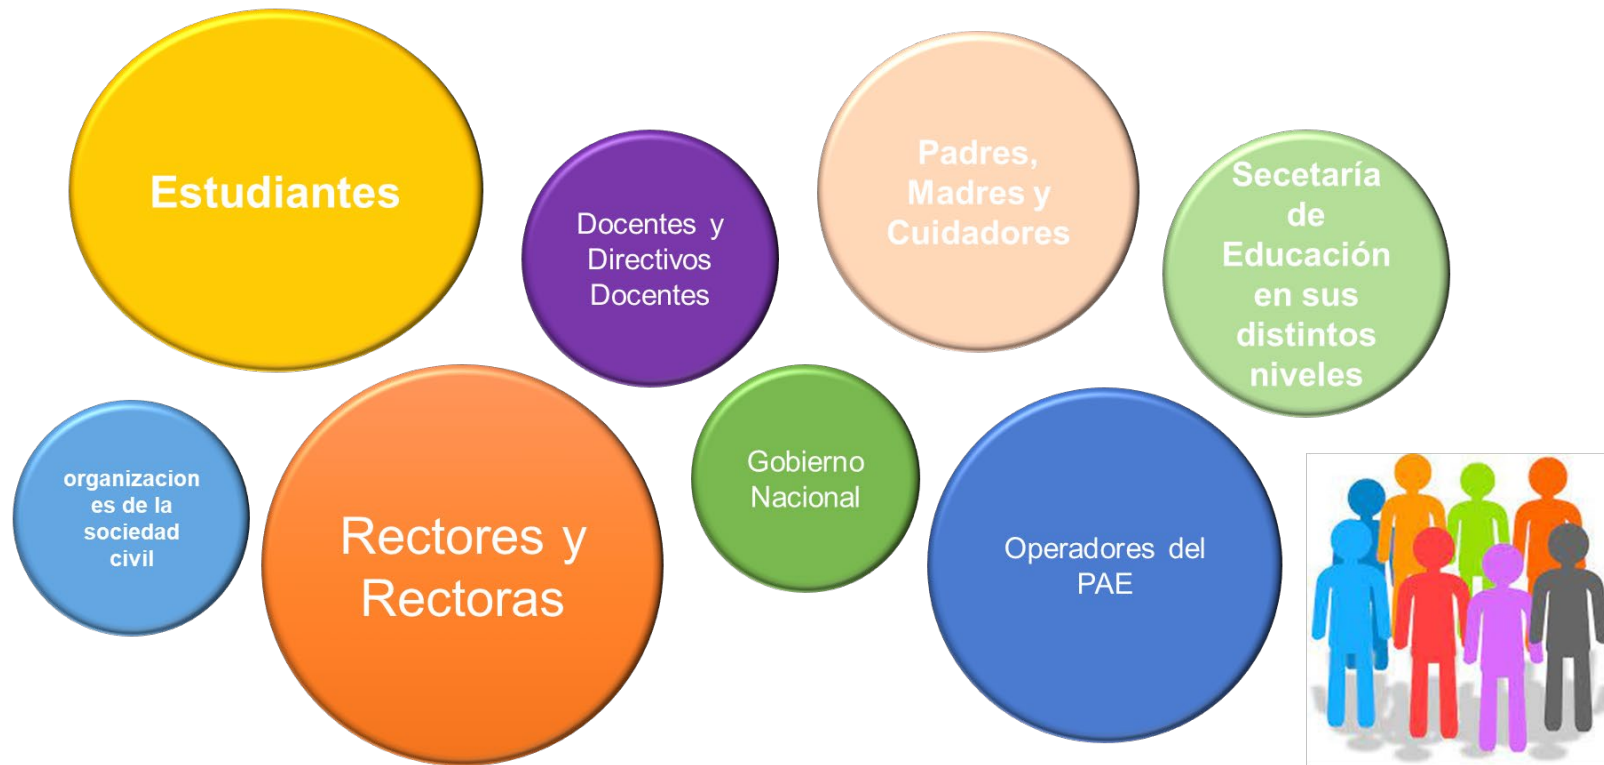 Estudiantes
Docentes y
Directivos
Docentes
Padres,
Madres y
Cuidadores
Secetaría
de
Educación
en sus
distintos
niveles
organizacion
es de la
sociedad
civil
Rectores y
Rectoras
Gobierno
Nacional
Operadores del
PAE